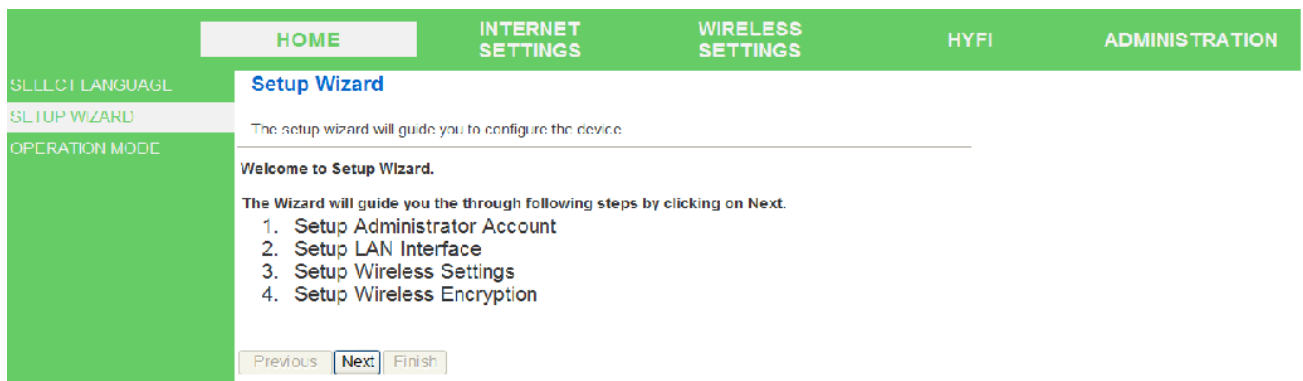 HOME
INTERNET SETTINGS
WIRELESS SETTINGS
HYFI
ADMINISTRATION
SELECT LANGUAGE
SETUP WIZARD
OPERATION MODE
Setup Wizard
The setup wizard will guide you to configure the device
Welcome to Setup Wizard.
The Wizard will guide you the through following steps by clicking on Next.
1. Setup Administrator Account
2. Setup LAN Interface
3. Setup Wireless Settings
4. Setup Wireless Encryption
Previous Next Finish